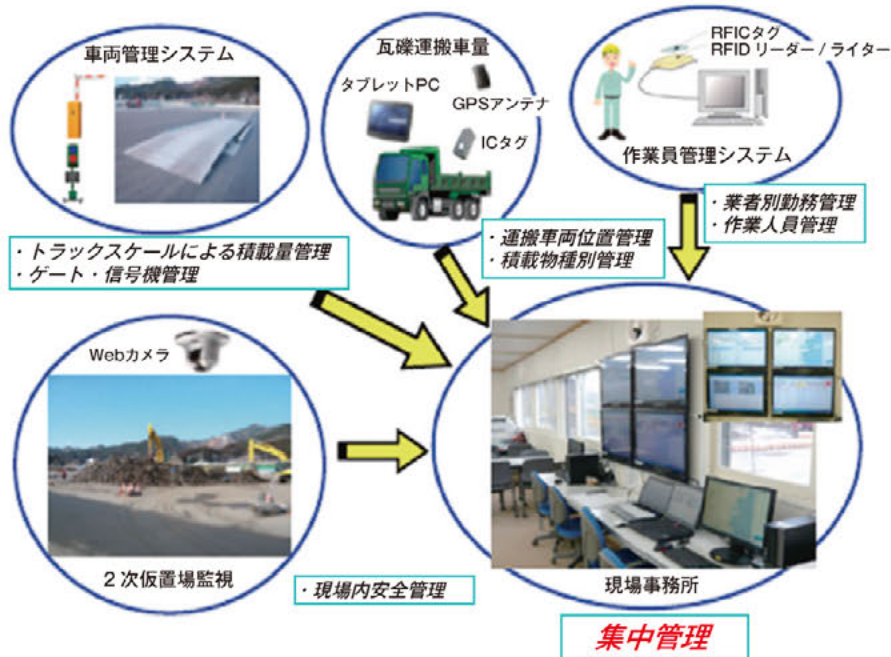 車両管理システム
瓦礫運搬車量
タブレットPC
GPSアンテナ
ICタグ
RFICタグ
RFID リーダー / ライター
作業員管理システム
・トラックスケールによる積載量管理
・ゲート・信号機管理
・運搬車両位置管理
・積載物種別管理
・業者別勤務管理
・作業人員管理
Webカメラ
2次仮置場監視
・現場内安全管理
現場事務所
集中管理